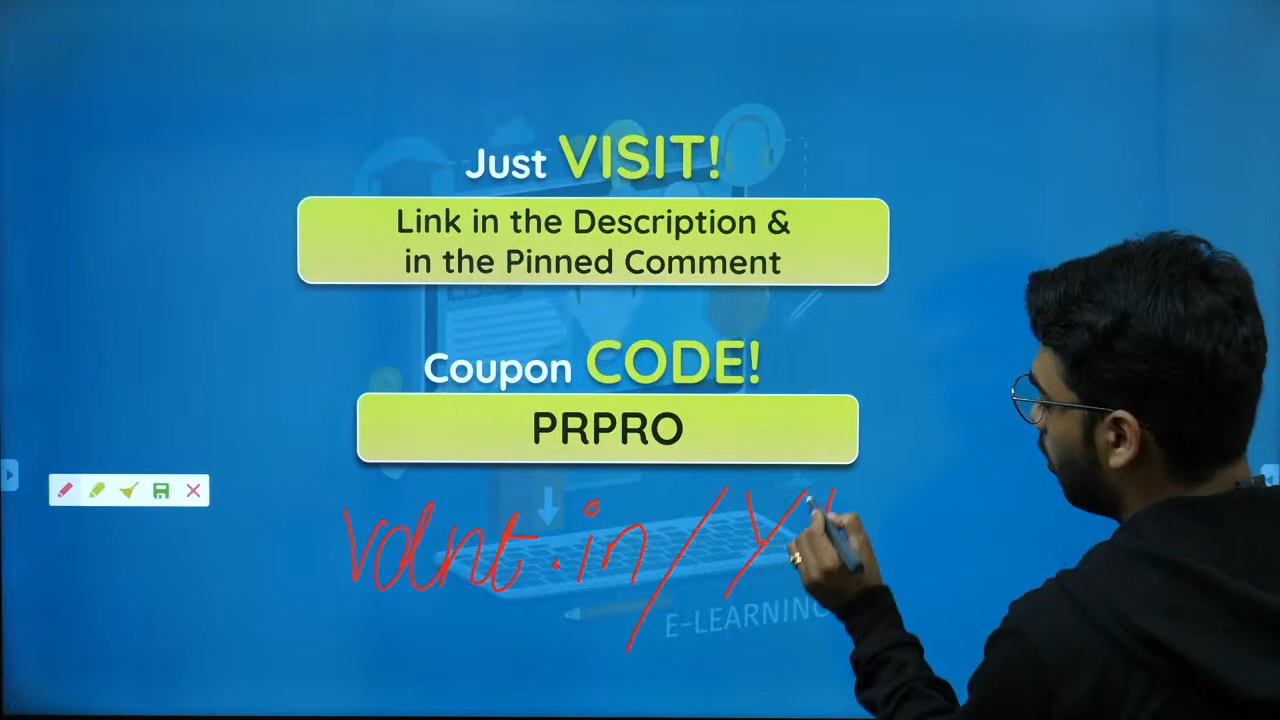 Just VISIT!
Link in the Description &
in the Pinned Comment
Coupon CODE!
PRPRO
vdnt.in/Y
E-LEARNING